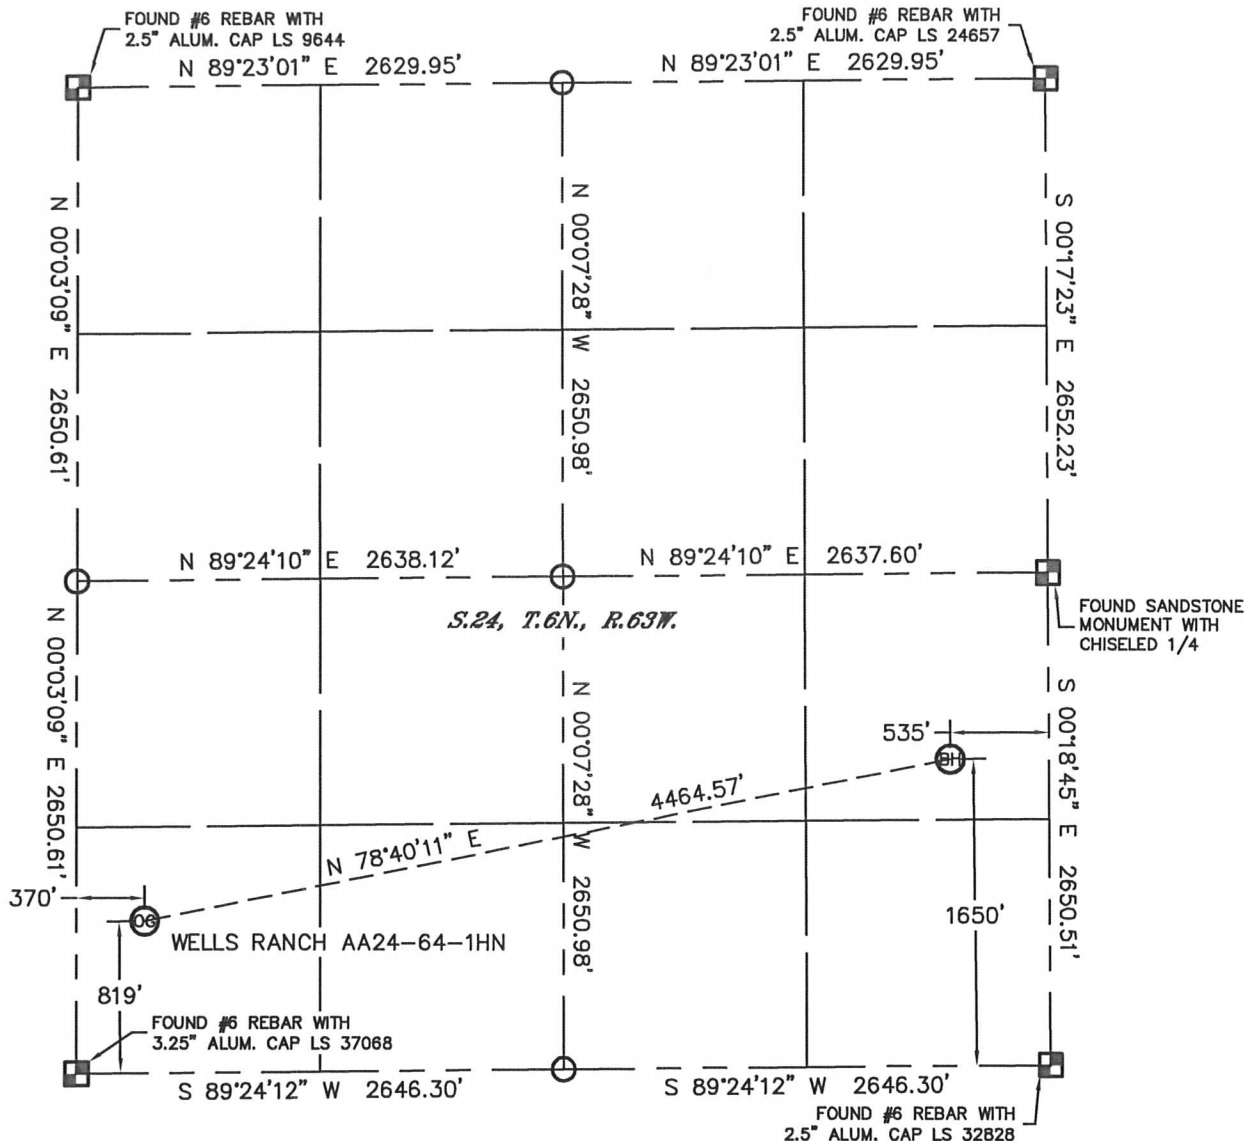 FOUND #6 REBAR WITH
2.5" ALUM. CAP LS 9644
FOUND #6 REBAR WITH
2.5" ALUM. CAP LS 24657
N 89°23'01" E 2629.95'
N 89°23'01" E 2629.95'
N 00°03'09" E 2650.61'
N 00°07'28" W 2650.98'
S 00°17'23" E 2652.23'
N 89°24'10" E 2638.12'
N 89°24'10" E 2637.60'
S.24, T.6N., R.63W.
FOUND SANDSTONE
MONUMENT WITH
CHISELED 1/4
N 00°03'09" E 2650.61'
N 00°07'28" W 2650.98'
S 00°18'45" E 2650.51'
535'
BH
4464.57'
N 78°40'11" E
370'
OG
WELLS RANCH AA24-64-1HN
1650'
819'
FOUND #6 REBAR WITH
3.25" ALUM. CAP LS 37068
S 89°24'12" W 2646.30'
S 89°24'12" W 2646.30'
FOUND #6 REBAR WITH
2.5" ALUM. CAP LS 32828